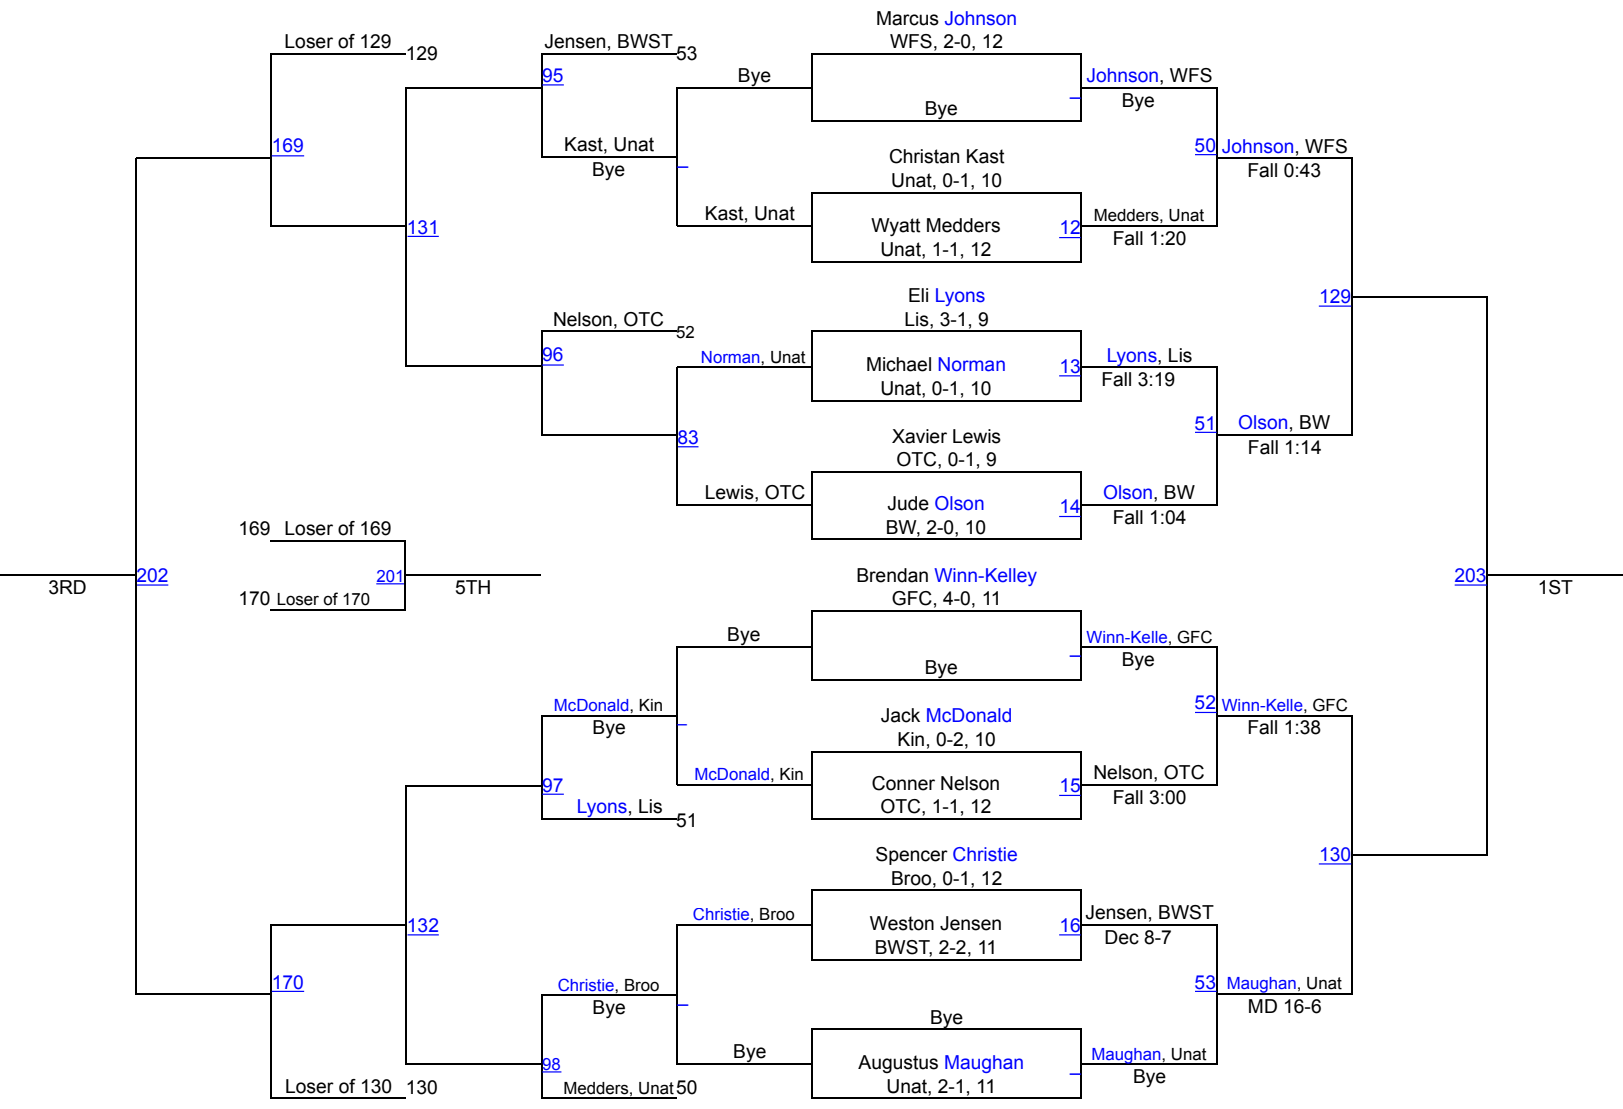 Marcus Johnson
WFS, 2-0, 12
Loser of 129
129
Jensen, BWST
53
95
Bye
Bye
Johnson, WFS
Bye
Kast, Unat
Bye
169
Christan Kast
Unat, 0-1, 10
50
Johnson, WFS
Fall 0:43
131
Kast, Unat
Wyatt Medders
Unat, 1-1, 12
12
Medders, Unat
Fall 1:20
Eli Lyons
Lis, 3-1, 9
129
Nelson, OTC
52
96
Norman, Unat
Michael Norman
Unat, 0-1, 10
13
Lyons, Lis
Fall 3:19
83
Xavier Lewis
OTC, 0-1, 9
51
Olson, BW
Fall 1:14
Lewis, OTC
Jude Olson
BW, 2-0, 10
14
Olson, BW
Fall 1:04
169
Loser of 169
3RD
202
201
5TH
170
Loser of 170
Brendan Winn-Kelley
GFC, 4-0, 11
203
1ST
Bye
Bye
Winn-Kelle, GFC
Bye
McDonald, Kin
Bye
Jack McDonald
Kin, 0-2, 10
52
Winn-Kelle, GFC
Fall 1:38
97
McDonald, Kin
Conner Nelson
OTC, 1-1, 12
15
Nelson, OTC
Fall 3:00
Lyons, Lis
51
Spencer Christie
Broo, 0-1, 12
130
132
Christie, Broo
Weston Jensen
BWST, 2-2, 11
16
Jensen, BWST
Dec 8-7
170
Christie, Broo
Bye
53
Maughan, Unat
MD 16-6
Bye
98
Bye
Augustus Maughan
Unat, 2-1, 11
Maughan, Unat
Bye
Loser of 130
130
Medders, Unat
50